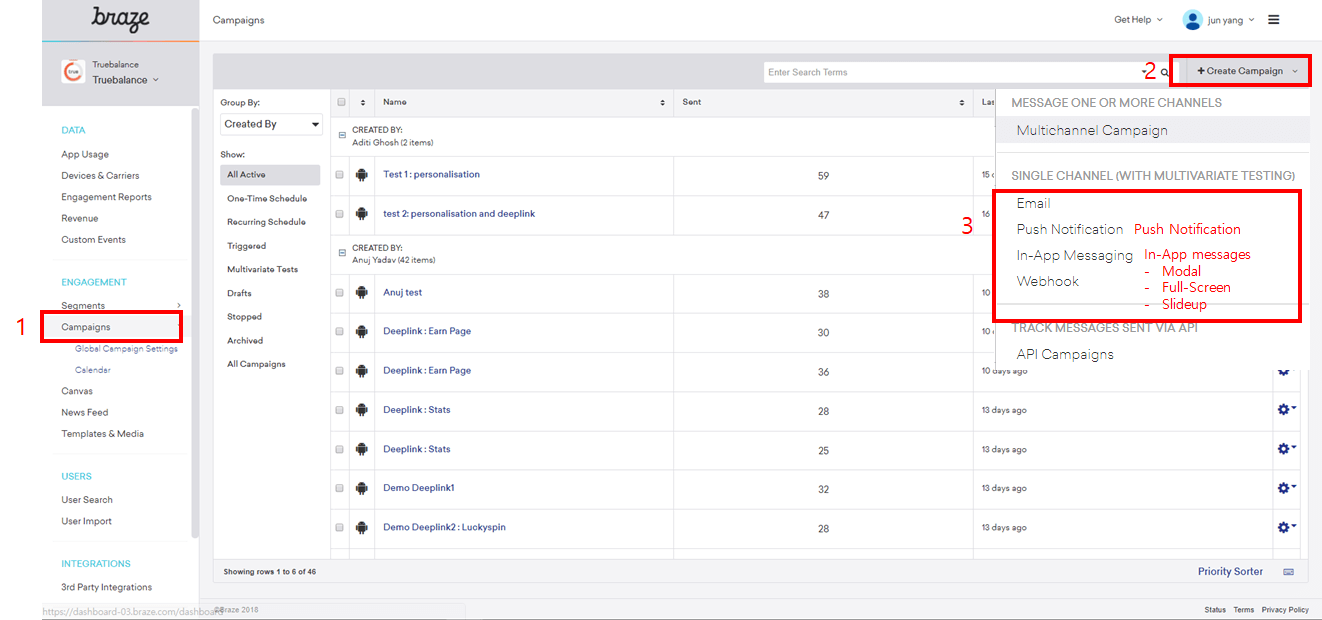 braze
Campaigns
Get Help
jun yang
true
Truebalance
Truebalance
Enter Search Terms
2
+ Create Campaign
DATA
App Usage
Devices & Carriers
Engagement Reports
Revenue
Custom Events
ENGAGEMENT
Segments
1
Campaigns
Global Campaign Settings
Calendar
Canvas
News Feed
Templates & Media
USERS
User Search
User Import
INTEGRATIONS
3rd Party Integrations
https://dashboard-03.braze.com/dashboard
Group By:
Created By
Show:
All Active
One-Time Schedule
Recurring Schedule
Triggered
Multivariate Tests
Drafts
Stopped
Archived
All Campaigns
Name Sent
CREATED BY:
Aditi Ghosh (2 items)
Test 1 : personalisation 59 15
test 2: personalisation and deeplink 47 16
CREATED BY:
Anuj Yadav (42 items)
Anuj test 38 10
Deeplink : Earn Page 30 10
Deeplink : Earn Page 36 10 days ago
Deeplink : Stats 28 13 days ago
Deeplink : Stats 25 13 days ago
Demo Deeplink1 32 13 days ago
Demo Deeplink2 : Luckyspin 28 13 days ago
MESSAGE ONE OR MORE CHANNELS
Multichannel Campaign
SINGLE CHANNEL (WITH MULTIVARIATE TESTING)
3
Email
Push Notification Push Notification
In-App Messaging In-App messages
- Modal
Webhook
- Full-Screen
- Slideup
TRACK MESSAGES SENT VIA API
API Campaigns
Showing rows 1 to 6 of 46
Priority Sorter
©Braze 2018
Status Terms Privacy Policy